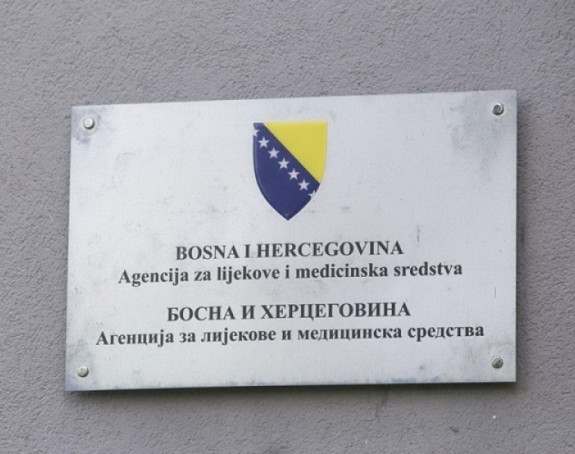 BOSNA I HERCEGOVINA
Agencija za lijekove i medicinska sredstva
БОСНА И ХЕРЦЕГОВИНА
Агенција за лијекове и медицинска средства